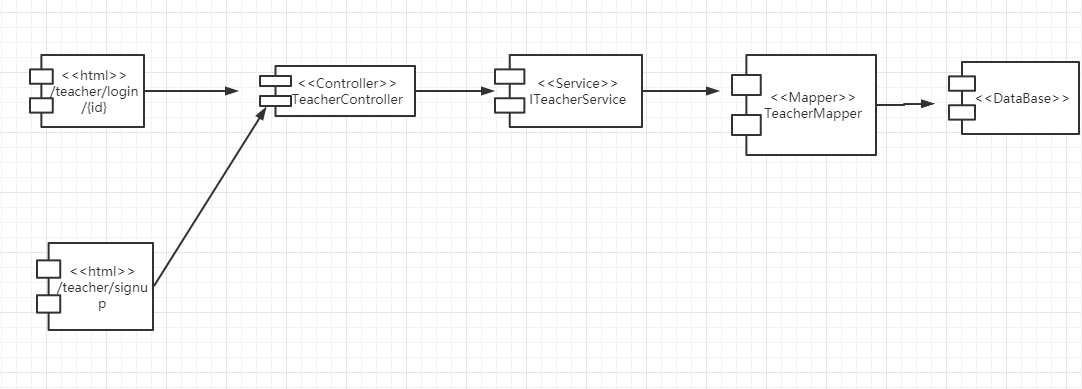 <<html>>
/teacher/login
/{id}
<<Controller>>
TeacherController
<<Service>>
ITeacherService
<<Mapper>>
TeacherMapper
<<DataBase>>
<<html>>
/teacher/signu
p